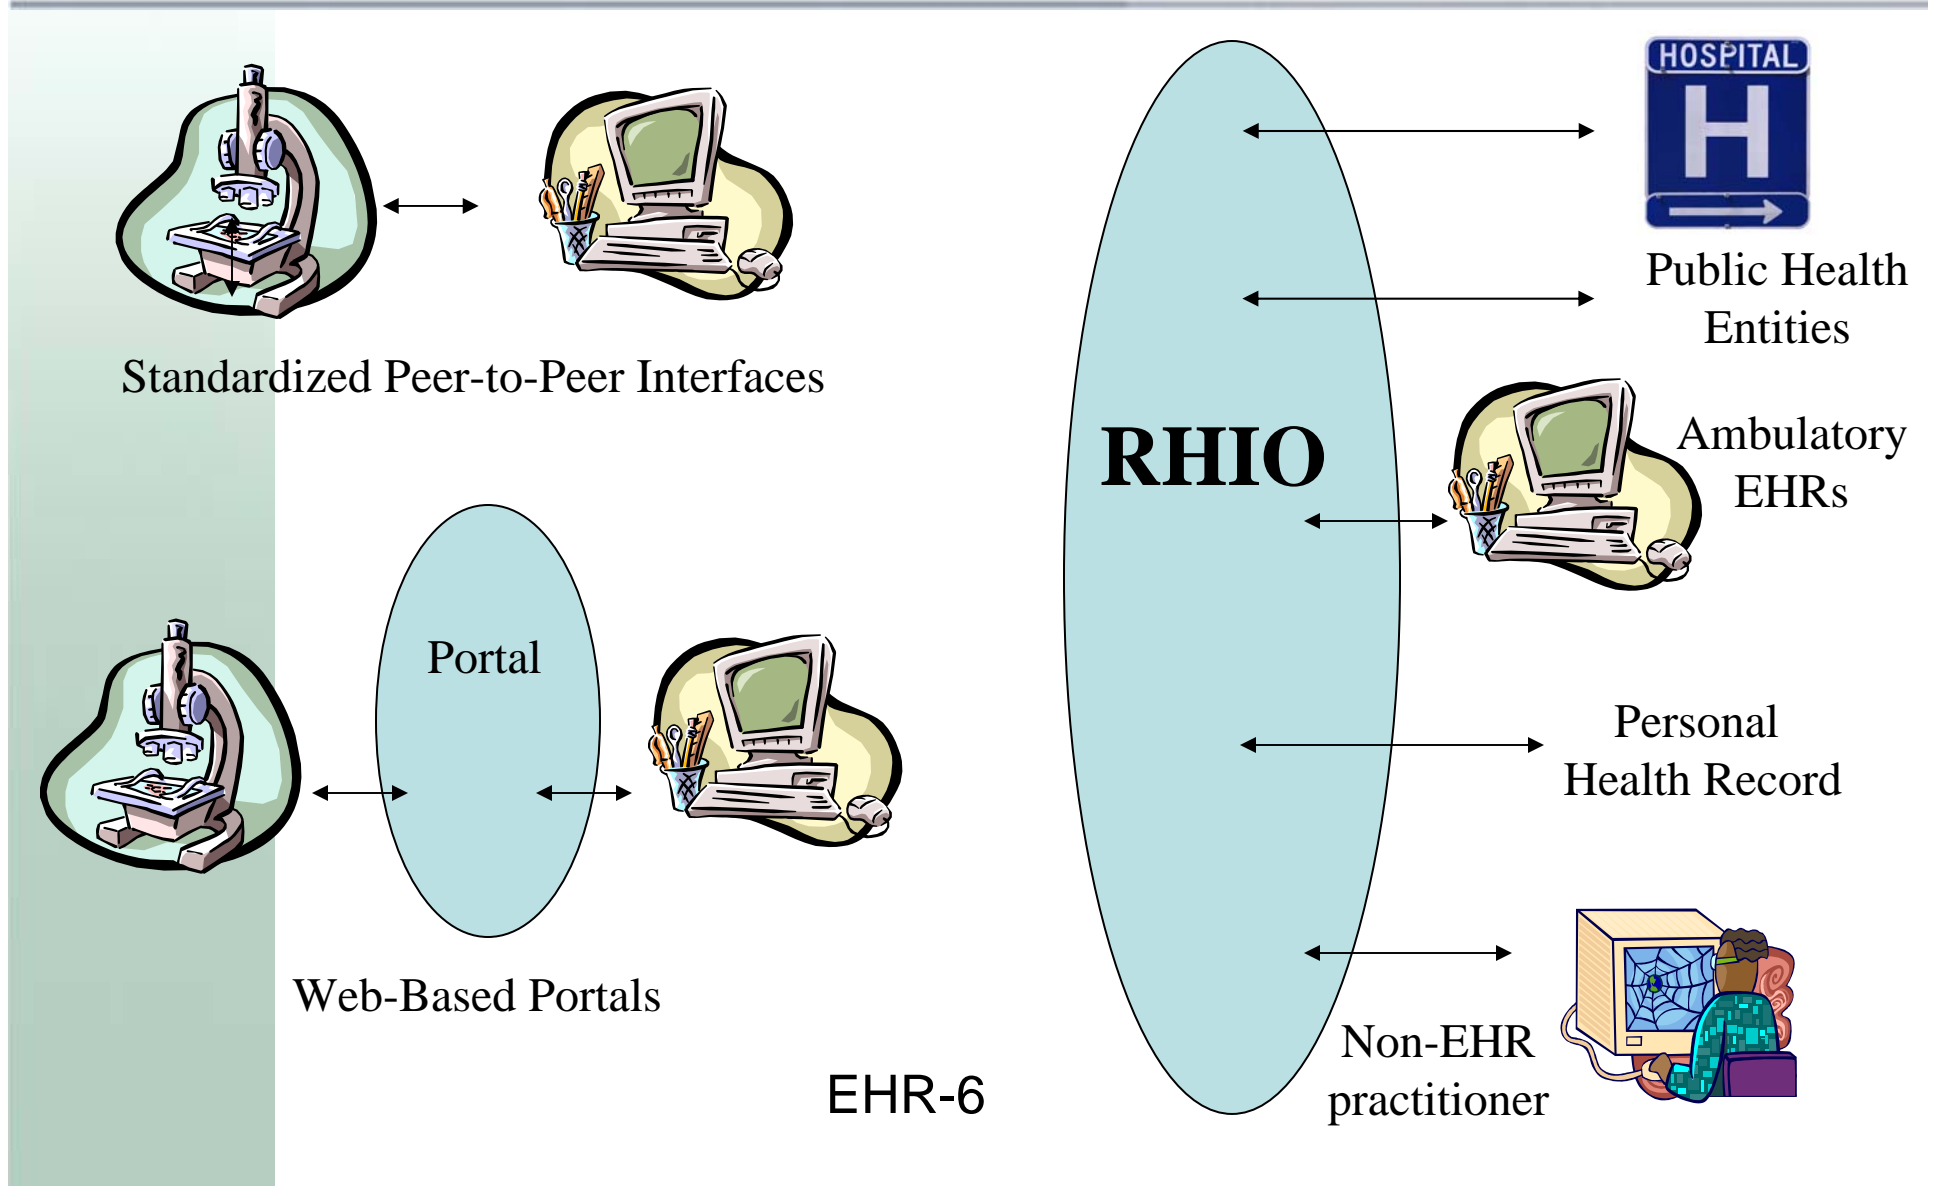 Standardized Peer-to-Peer Interfaces
Portal
Web-Based Portals
EHR-6
RHIO
HOSPITAL
H
Public Health
Entities
Ambulatory
EHRs
Personal
Health Record
Non-EHR
practitioner